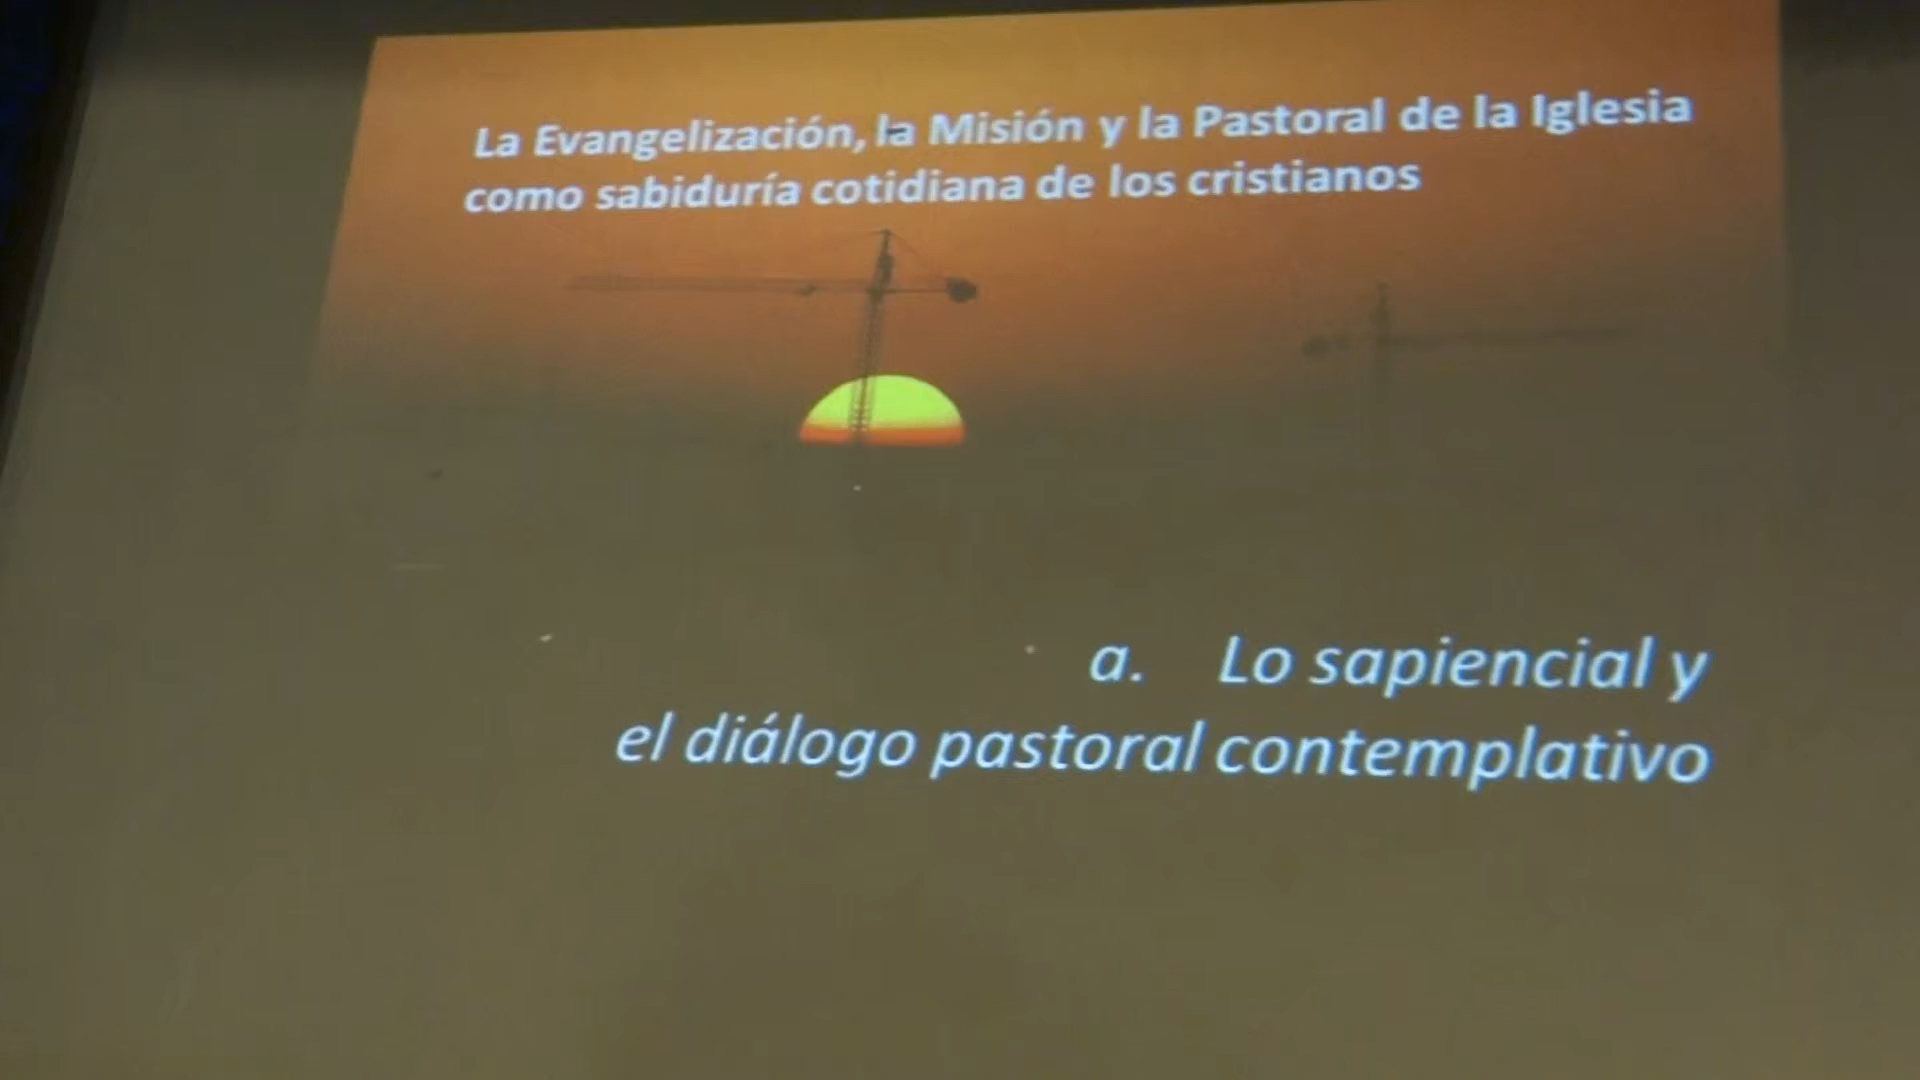 La Evangelización, la Misión y la Pastoral de la Iglesia
como sabiduría cotidiana de los cristianos
a. Lo sapiencial y
el diálogo pastoral contemplativo